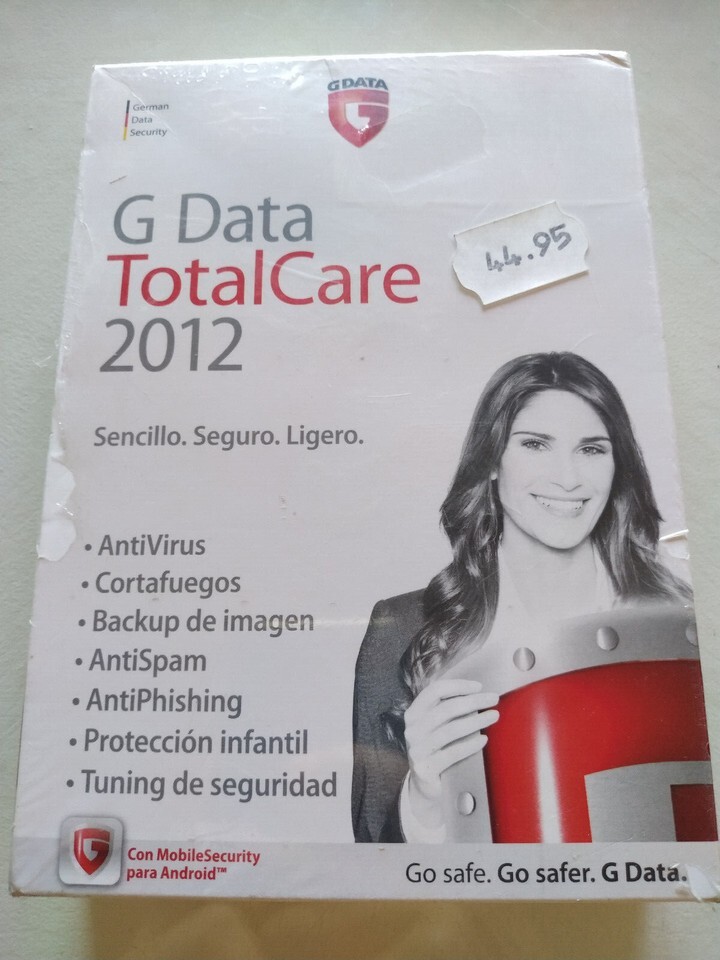 German
Data
Security
G DATA
G Data
TotalCare
2012
44.95
Sencillo. Seguro. Ligero.
• AntiVirus
• Cortafuegos
• Backup de imagen
• AntiSpam
• AntiPhishing
• Protección infantil
• Tuning de seguridad
Con MobileSecurity
para Android™
Go safe. Go safer. G Data.